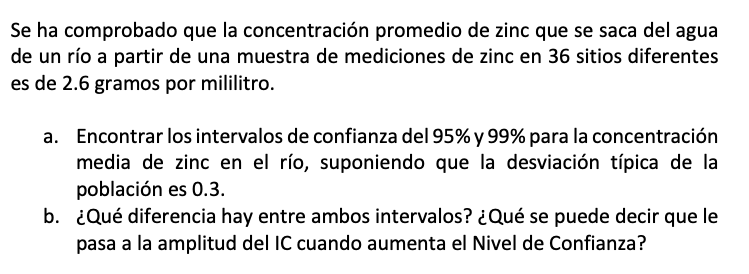 Se ha comprobado que la concentración promedio de zinc que se saca del agua
de un río a partir de una muestra de mediciones de zinc en 36 sitios diferentes
es de 2.6 gramos por mililitro.
a. Encontrar los intervalos de confianza del 95% y 99% para la concentración
media de zinc en el río, suponiendo que la desviación típica de la
población es 0.3.
b. ¿Qué diferencia hay entre ambos intervalos? ¿Qué se puede decir que le
pasa a la amplitud del IC cuando aumenta el Nivel de Confianza?